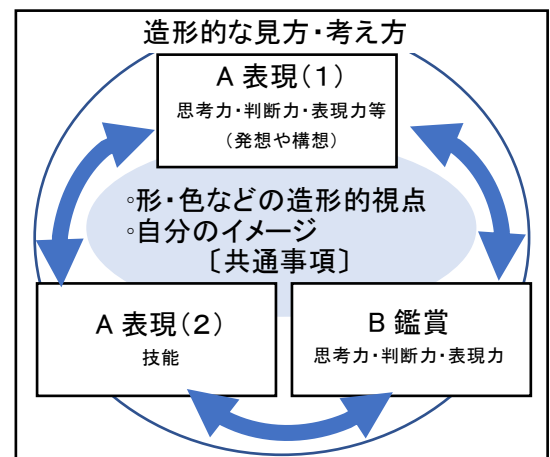 造形的な見方・考え方
A 表現(1)
思考力・判断力・表現力等
(発想や構想)
◦形・色などの造形的視点
◦自分のイメージ
〔共通事項〕
A 表現(2)
技能
B 鑑賞
思考力・判断力・表現力